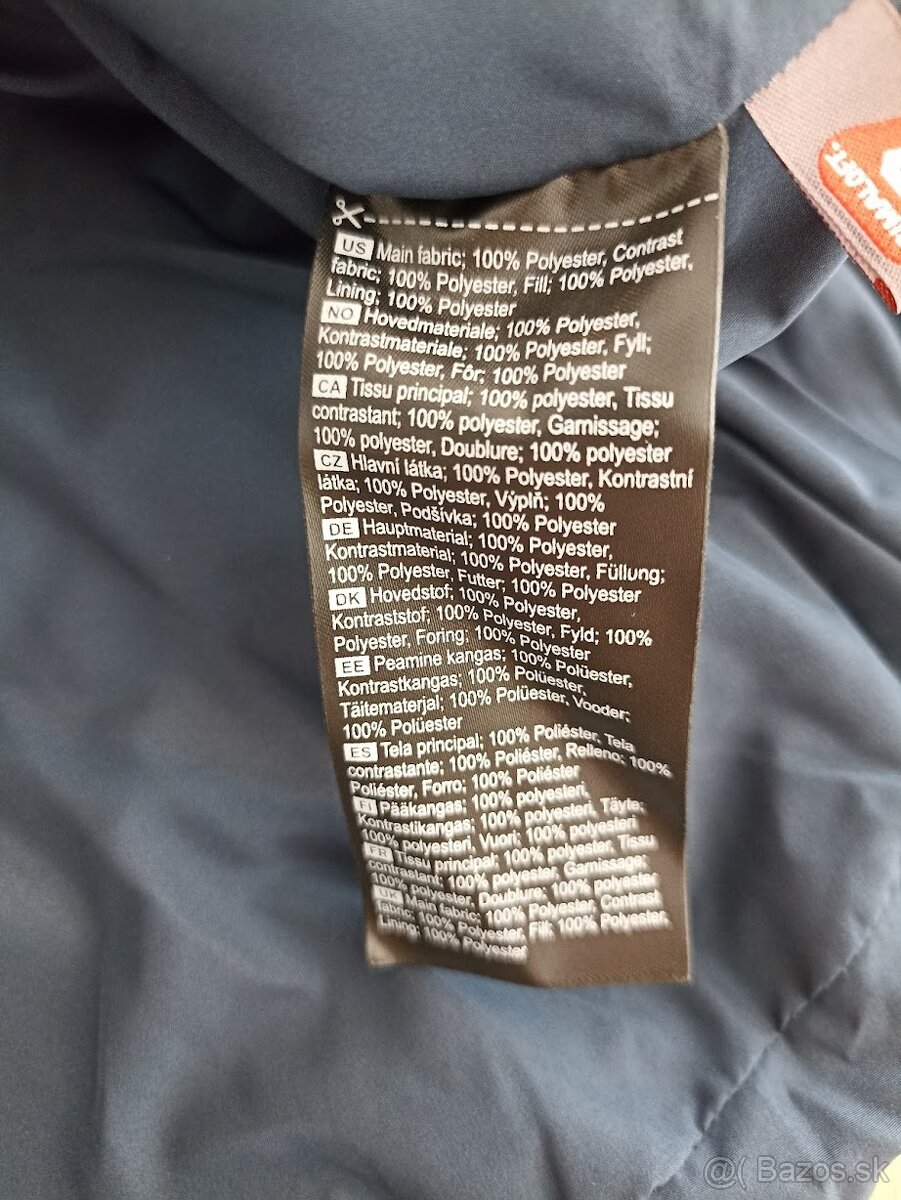 US Main fabric; 100% Polyester, Contrast
fabric; 100% Polyester, Fill; 100% Polyester,
Lining; 100% Polyester
NO Hovedmateriale; 100% Polyester,
Kontrastmateriale; 100% Polyester, Fyll;
100% Polyester, Fôr; 100% Polyester
CA Tissu principal; 100% polyester, Tissu
contrastant; 100% polyester, Garnissage;
100% polyester, Doublure; 100% polyester
CZ Hlavní látka; 100% Polyester, Kontrastní
látka; 100% Polyester, Výplň; 100%
Polyester, Podšívka; 100% Polyester
DE Hauptmaterial; 100% Polyester,
Kontrastmaterial; 100% Polyester, Füllung;
100% Polyester, Futter; 100% Polyester
DK Hovedstof; 100% Polyester,
Kontraststof; 100% Polyester, Fyld; 100%
Polyester, Foring; 100% Polyester
EE Peamine kangas; 100% Polüester,
Kontrastkangas; 100% Polüester,
Täitematerjal; 100% Polüester, Vooder;
100% Polüester
ES Tela principal; 100% Poliéster, Tela
contrastante; 100% Poliéster, Relleno; 100%
Poliéster, Forro; 100% Poliéster
FI Pääkangas; 100% polyesteri,
Kontrastikangas; 100% polyesteri, Täyte;
100% polyesteri, Vuori; 100% polyesteri
FR Tissu principal; 100% polyester, Tissu
contrastant; 100% polyester, Garnissage;
100% polyester, Doublure; 100% polyester
UK Main fabric; 100% Polyester, Contrast
fabric; 100% Polyester, Fill; 100% Polyester,
Lining; 100% Polyester
MALOFT.
@( Bazos.sk